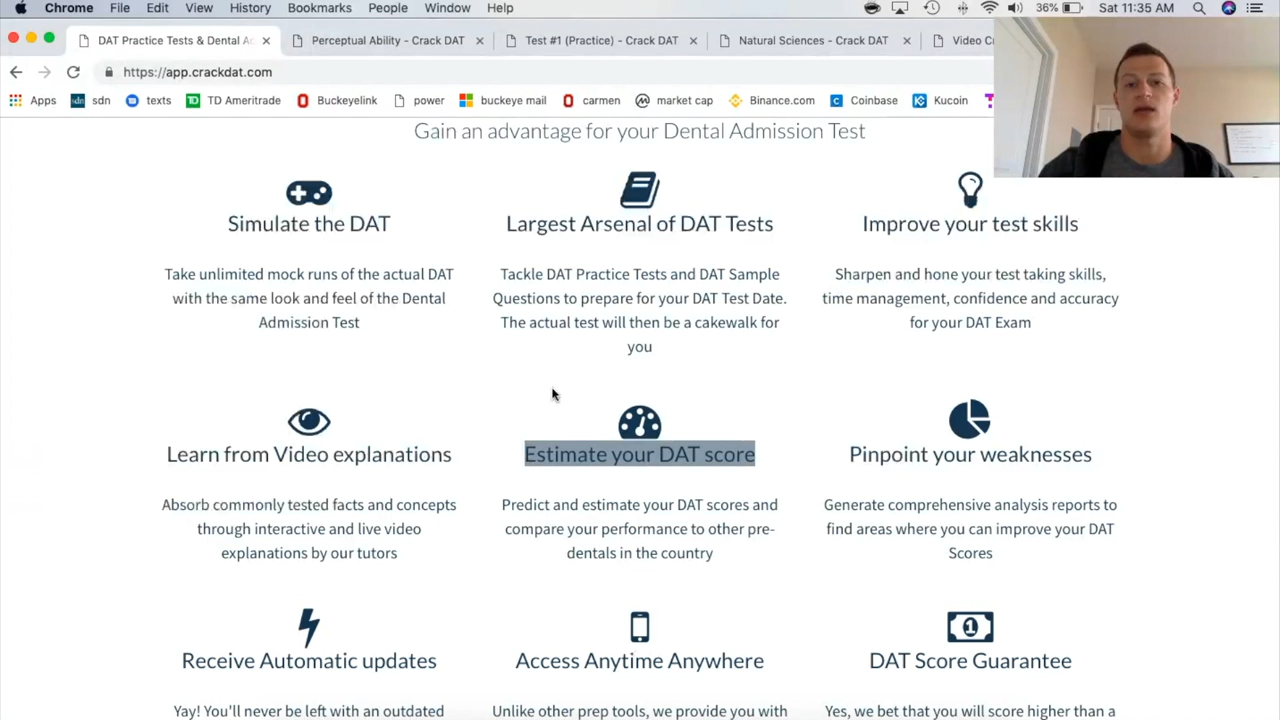 Chrome File Edit View History Bookmarks People Window Help 36% Sat 11:35 AM
DAT Practice Tests & Dental A Perceptual Ability - Crack DAT Test #1 (Practice) - Crack DAT Natural Sciences - Crack DAT Video C
https://app.crackdat.com
Apps sdn texts TD Ameritrade Buckeyelink power buckeye mail carmen market cap Binance.com Coinbase Kucoin
Gain an advantage for your Dental Admission Test
Simulate the DAT
Take unlimited mock runs of the actual DAT
with the same look and feel of the Dental
Admission Test
Largest Arsenal of DAT Tests
Tackle DAT Practice Tests and DAT Sample
Questions to prepare for your DAT Test Date.
The actual test will then be a cakewalk for
you
Improve your test skills
Sharpen and hone your test taking skills,
time management, confidence and accuracy
for your DAT Exam
Learn from Video explanations
Absorb commonly tested facts and concepts
through interactive and live video
explanations by our tutors
Estimate your DAT score
Predict and estimate your DAT scores and
compare your performance to other pre-
dentals in the country
Pinpoint your weaknesses
Generate comprehensive analysis reports to
find areas where you can improve your DAT
Scores
Receive Automatic updates
Yay! You'll never be left with an outdated
Access Anytime Anywhere
Unlike other prep tools, we provide you with
DAT Score Guarantee
Yes, we bet that you will score higher than a